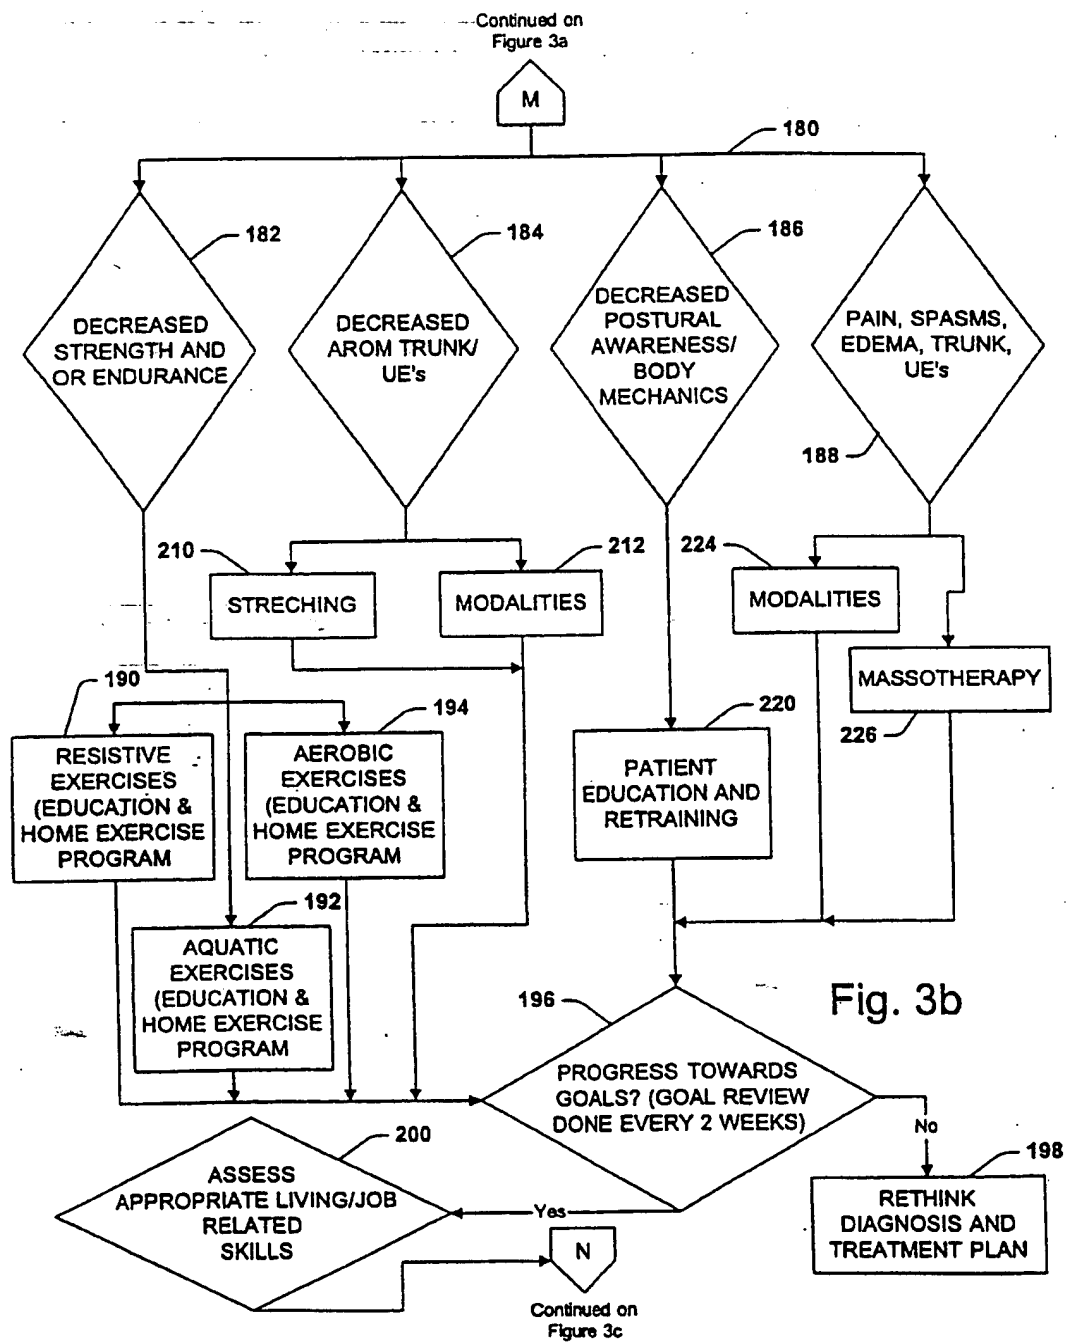 Continued on
Figure 3a
M
180
182
184
186
DECREASED
STRENGTH AND
OR ENDURANCE
DECREASED
AROM TRUNK/
UE's
DECREASED
POSTURAL
AWARENESS/
BODY
MECHANICS
PAIN, SPASMS,
EDEMA, TRUNK,
UE's
188
210
212
224
STRECHING
MODALITIES
MODALITIES
MASSOTHERAPY
226
190
194
220
RESISTIVE
EXERCISES
(EDUCATION &
HOME EXERCISE
PROGRAM
AEROBIC
EXERCISES
(EDUCATION &
HOME EXERCISE
PROGRAM
PATIENT
EDUCATION AND
RETRAINING
192
AQUATIC
EXERCISES
(EDUCATION &
HOME EXERCISE
PROGRAM
196
Fig. 3b
PROGRESS TOWARDS
GOALS? (GOAL REVIEW
DONE EVERY 2 WEEKS)
No
198
RETHINK
DIAGNOSIS AND
TREATMENT PLAN
200
ASSESS
APPROPRIATE LIVING/JOB
RELATED
SKILLS
Yes
N
Continued on
Figure 3c